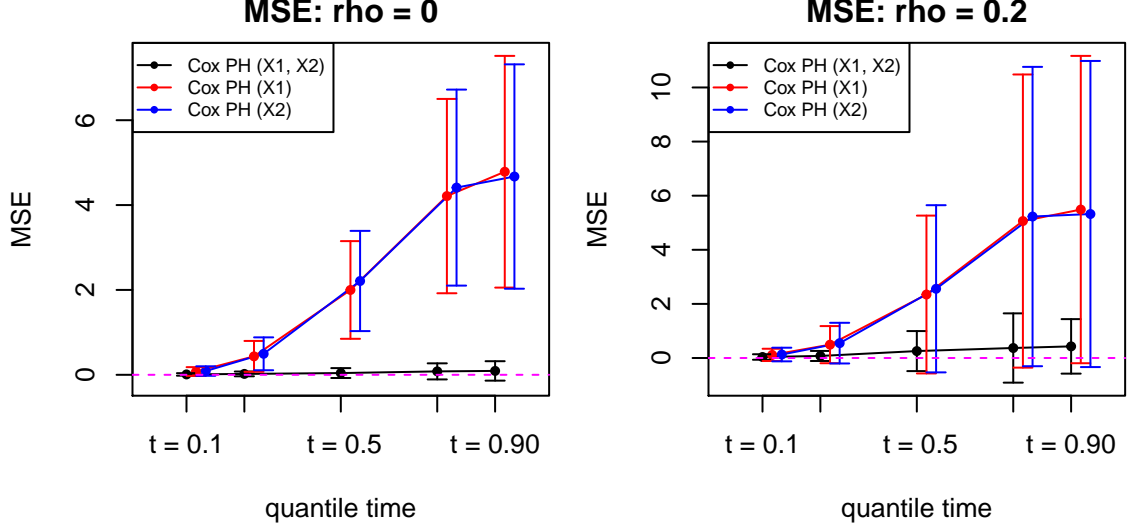 MSE: rho = 0
MSE
6
4
2
0
Cox PH (X1, X2)
Cox PH (X1)
Cox PH (X2)
t = 0.1
t = 0.5
t = 0.90
quantile time
MSE: rho = 0.2
MSE
10
8
6
4
2
0
Cox PH (X1, X2)
Cox PH (X1)
Cox PH (X2)
t = 0.1
t = 0.5
t = 0.90
quantile time